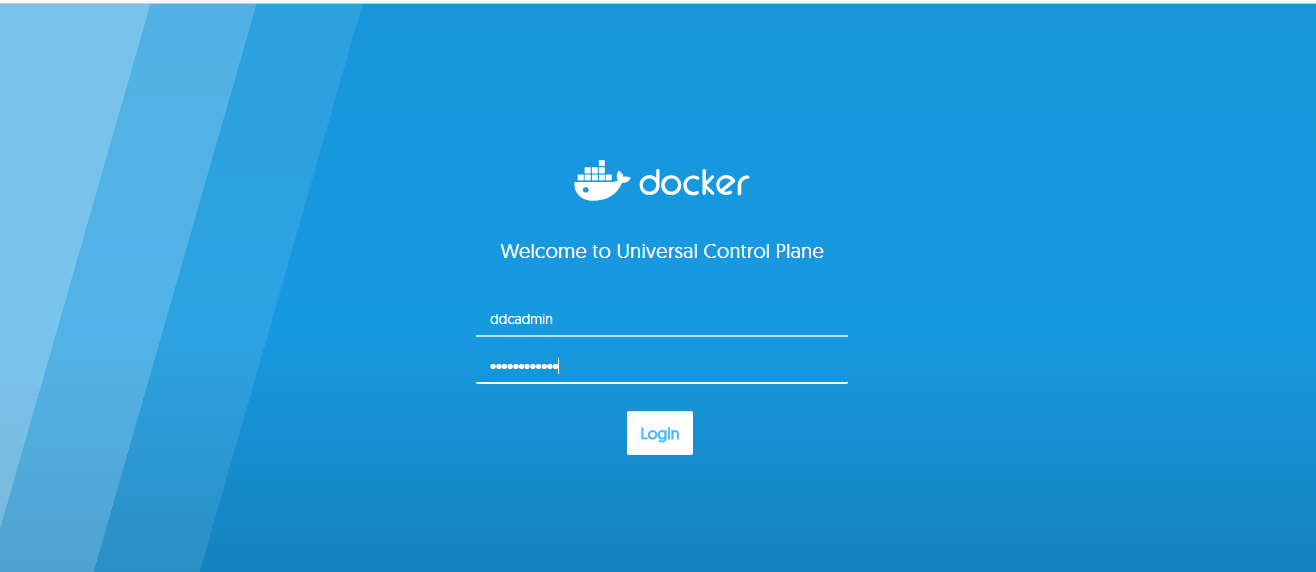 docker
Welcome to Universal Control Plane
ddcadmin
••••••••••••
Login